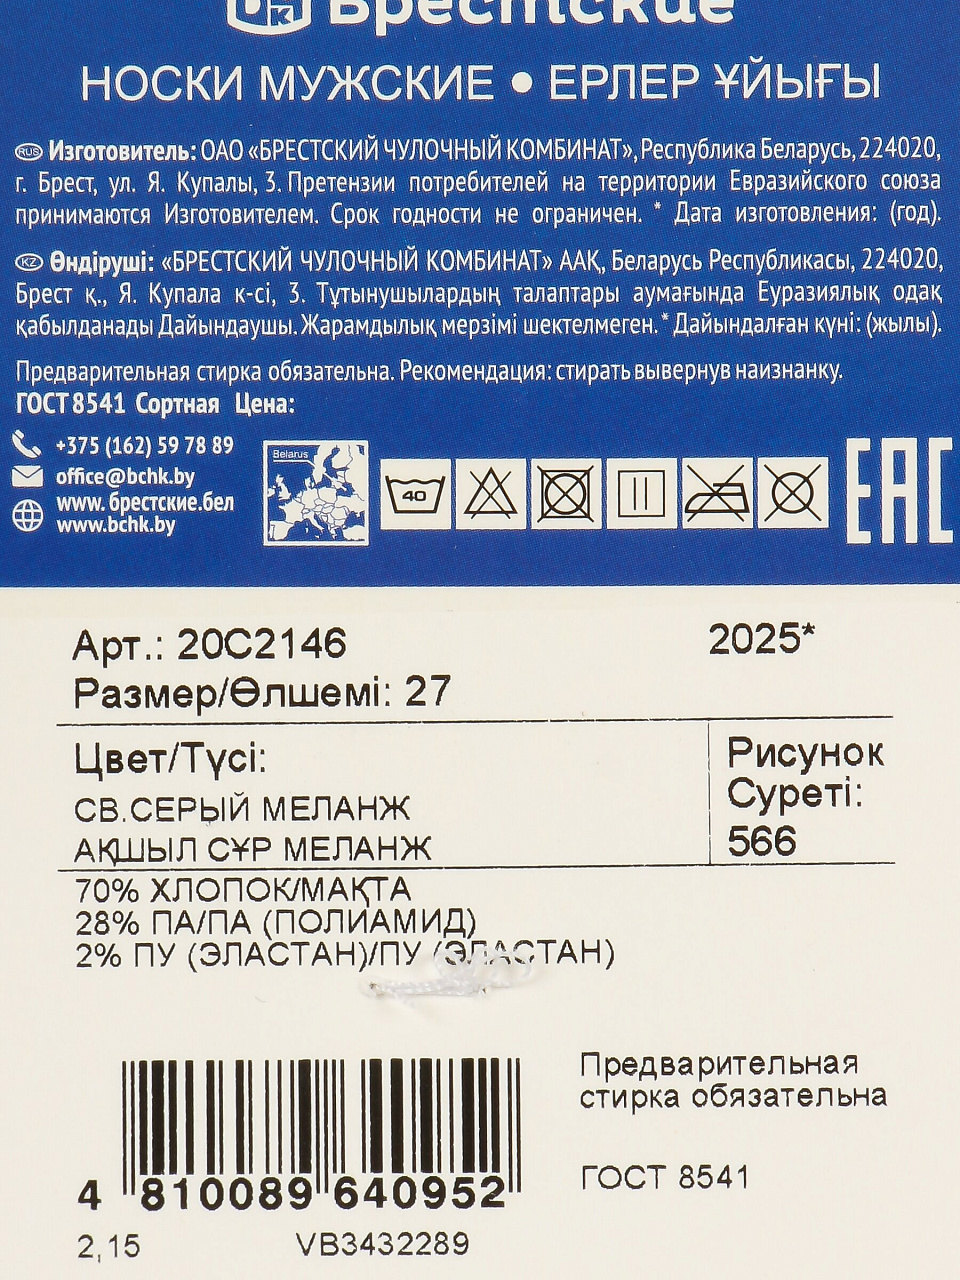 БК Брестские
НОСКИ МУЖСКИЕ • ЕРЛЕР ҰЙЫҒЫ
RUS Изготовитель: ОАО «БРЕСТСКИЙ ЧУЛОЧНЫЙ КОМБИНАТ», Республика Беларусь, 224020,
г. Брест, ул. Я. Купалы, 3. Претензии потребителей на территории Евразийского союза
принимаются Изготовителем. Срок годности не ограничен. * Дата изготовления: (год).
KZ Өндіруші: «БРЕСТСКИЙ ЧУЛОЧНЫЙ КОМБИНАТ» ААҚ, Беларусь Республикасы, 224020,
Брест қ., Я. Купала к-сі, 3. Тұтынушылардың талаптары аумағында Еуразиялық одақ
қабылданады Дайындаушы. Жарамдылық мерзімі шектелмеген. * Дайындалған күні: (жылы).
Предварительная стирка обязательна. Рекомендация: стирать вывернув наизнанку.
ГОСТ 8541 Сортная Цена:
+375 (162) 59 78 89
office@bchk.by
www.брестские.бел
www.bchk.by
Belarus
40
EAC
Арт.: 20С2146
2025*
Размер/Өлшемі: 27
Цвет/Түсі:
СВ.СЕРЫЙ МЕЛАНЖ
АҚШЫЛ СҰР МЕЛАНЖ
Рисунок
Суреті:
566
70% ХЛОПОК/МАҚТА
28% ПА/ПА (ПОЛИАМИД)
2% ПУ (ЭЛАСТАН)/ПУ (ЭЛАСТАН)
Предварительная
стирка обязательна
ГОСТ 8541
4 810089 640952
2,15
VB3432289